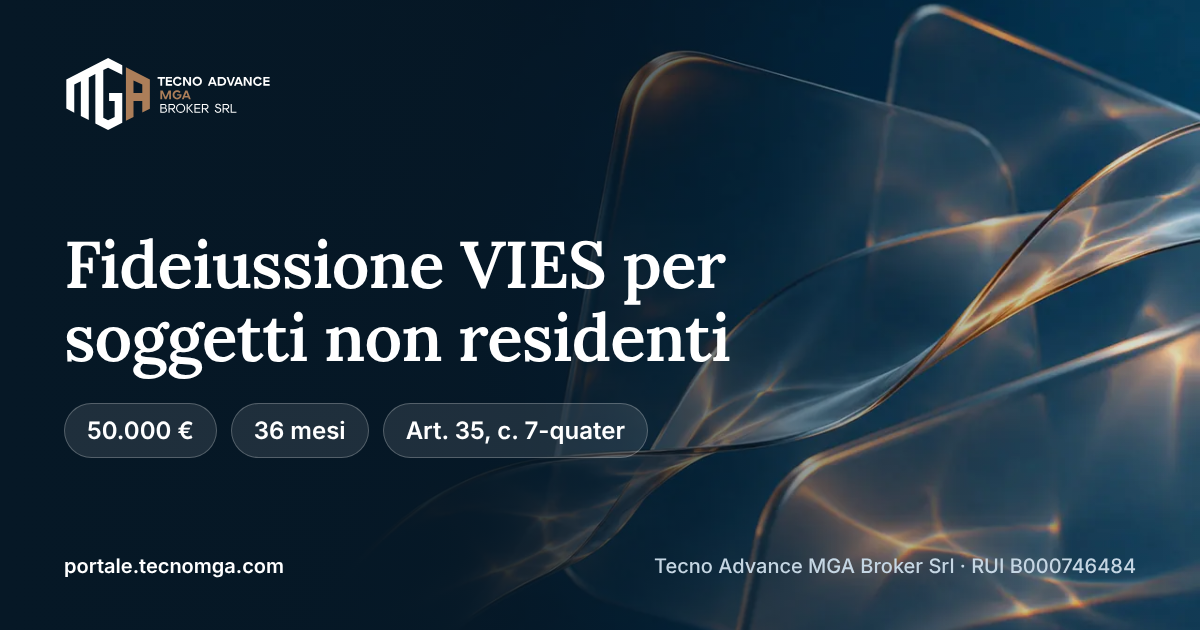 MGA
TECNO ADVANCE
MGA
BROKER SRL
Fideiussione VIES per
soggetti non residenti
50.000 €
36 mesi
Art. 35, c. 7-quater
portale.tecnomga.com
Tecno Advance MGA Broker Srl · RUI B000746484